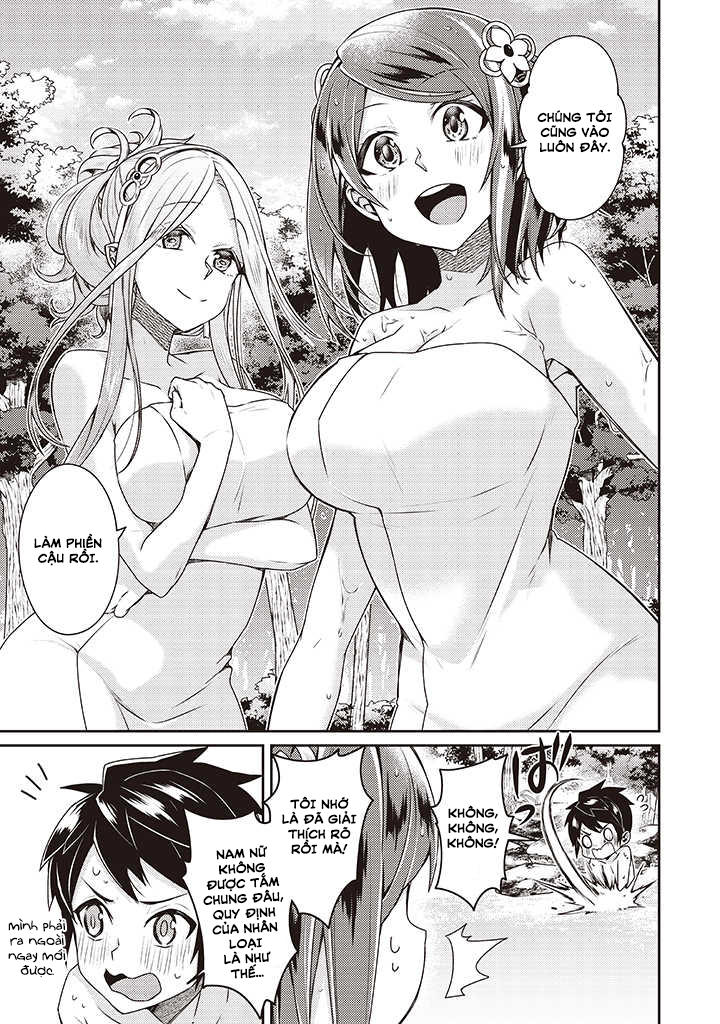 CHÚNG TÔI
CŨNG VÀO
LUÔN ĐÂY.
LÀM PHIỀN
CẬU RỒI.
ば
KHÔNG,
KHÔNG,
KHÔNG!
TÔI NHỚ
LÀ ĐÃ GIẢI
THÍCH RÕ
RỒI MÀ!
NAM NỮ
KHÔNG
ĐƯỢC TẮM
CHUNG ĐÂU,
QUY ĐỊNH
CỦA NHÂN
LOẠI LÀ
NHƯ THẾ...
mình phải
ra ngoài
ngay mới
được.